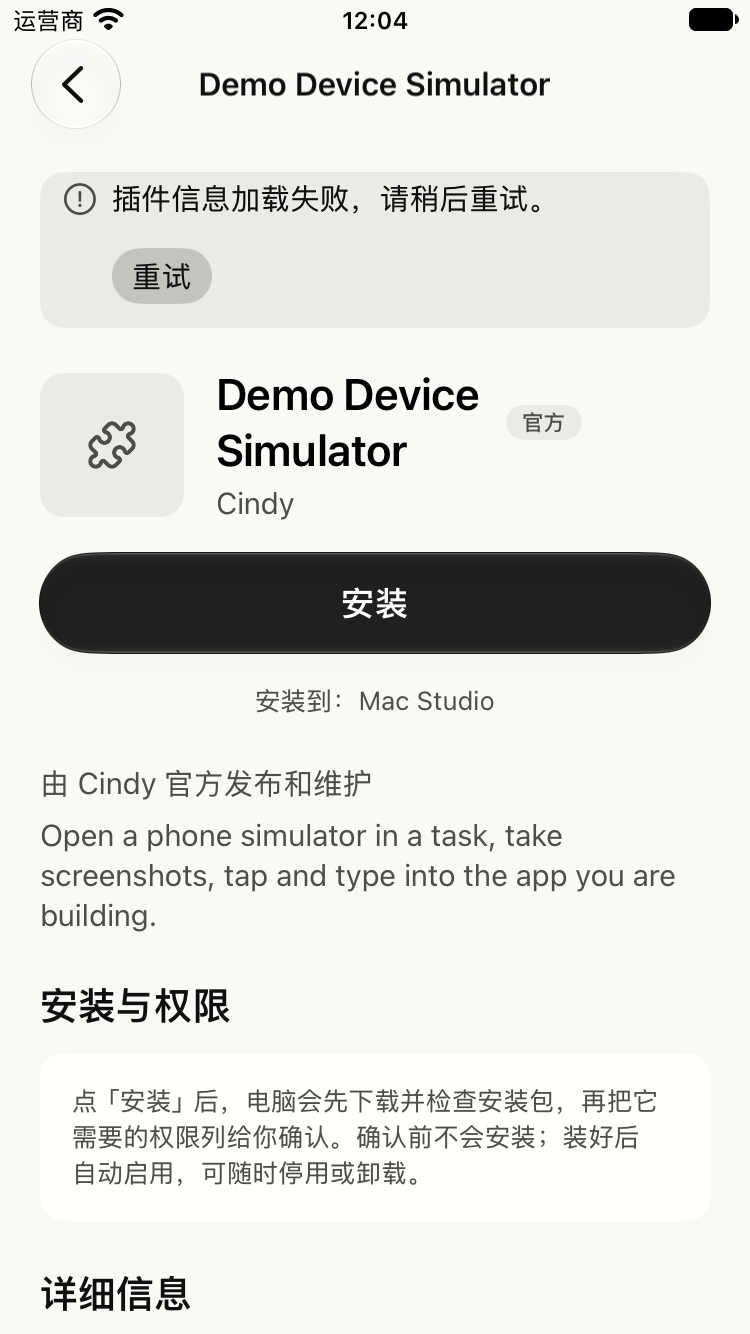 运营商
12:04
Demo Device Simulator
插件信息加载失败，请稍后重试。
重试
Demo Device
Simulator
官方
Cindy
安装
安装到：Mac Studio
由 Cindy 官方发布和维护
Open a phone simulator in a task, take
screenshots, tap and type into the app you are
building.
安装与权限
点「安装」后，电脑会先下载并检查安装包，再把它
需要的权限列给你确认。确认前不会安装；装好后
自动启用，可随时停用或卸载。
详细信息